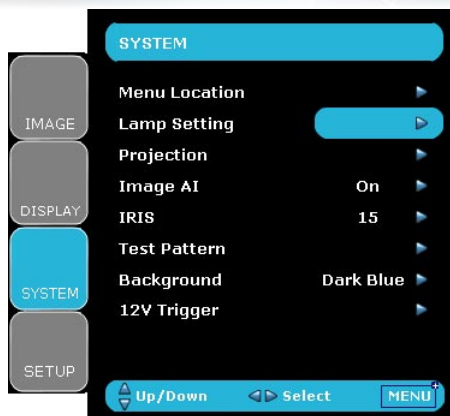 SYSTEM
Menu Location
IMAGE
Lamp Setting
Projection
Image AI On
DISPLAY
IRIS 15
Test Pattern
Background Dark Blue
SYSTEM
12V Trigger
SETUP
Up/Down Select MENU